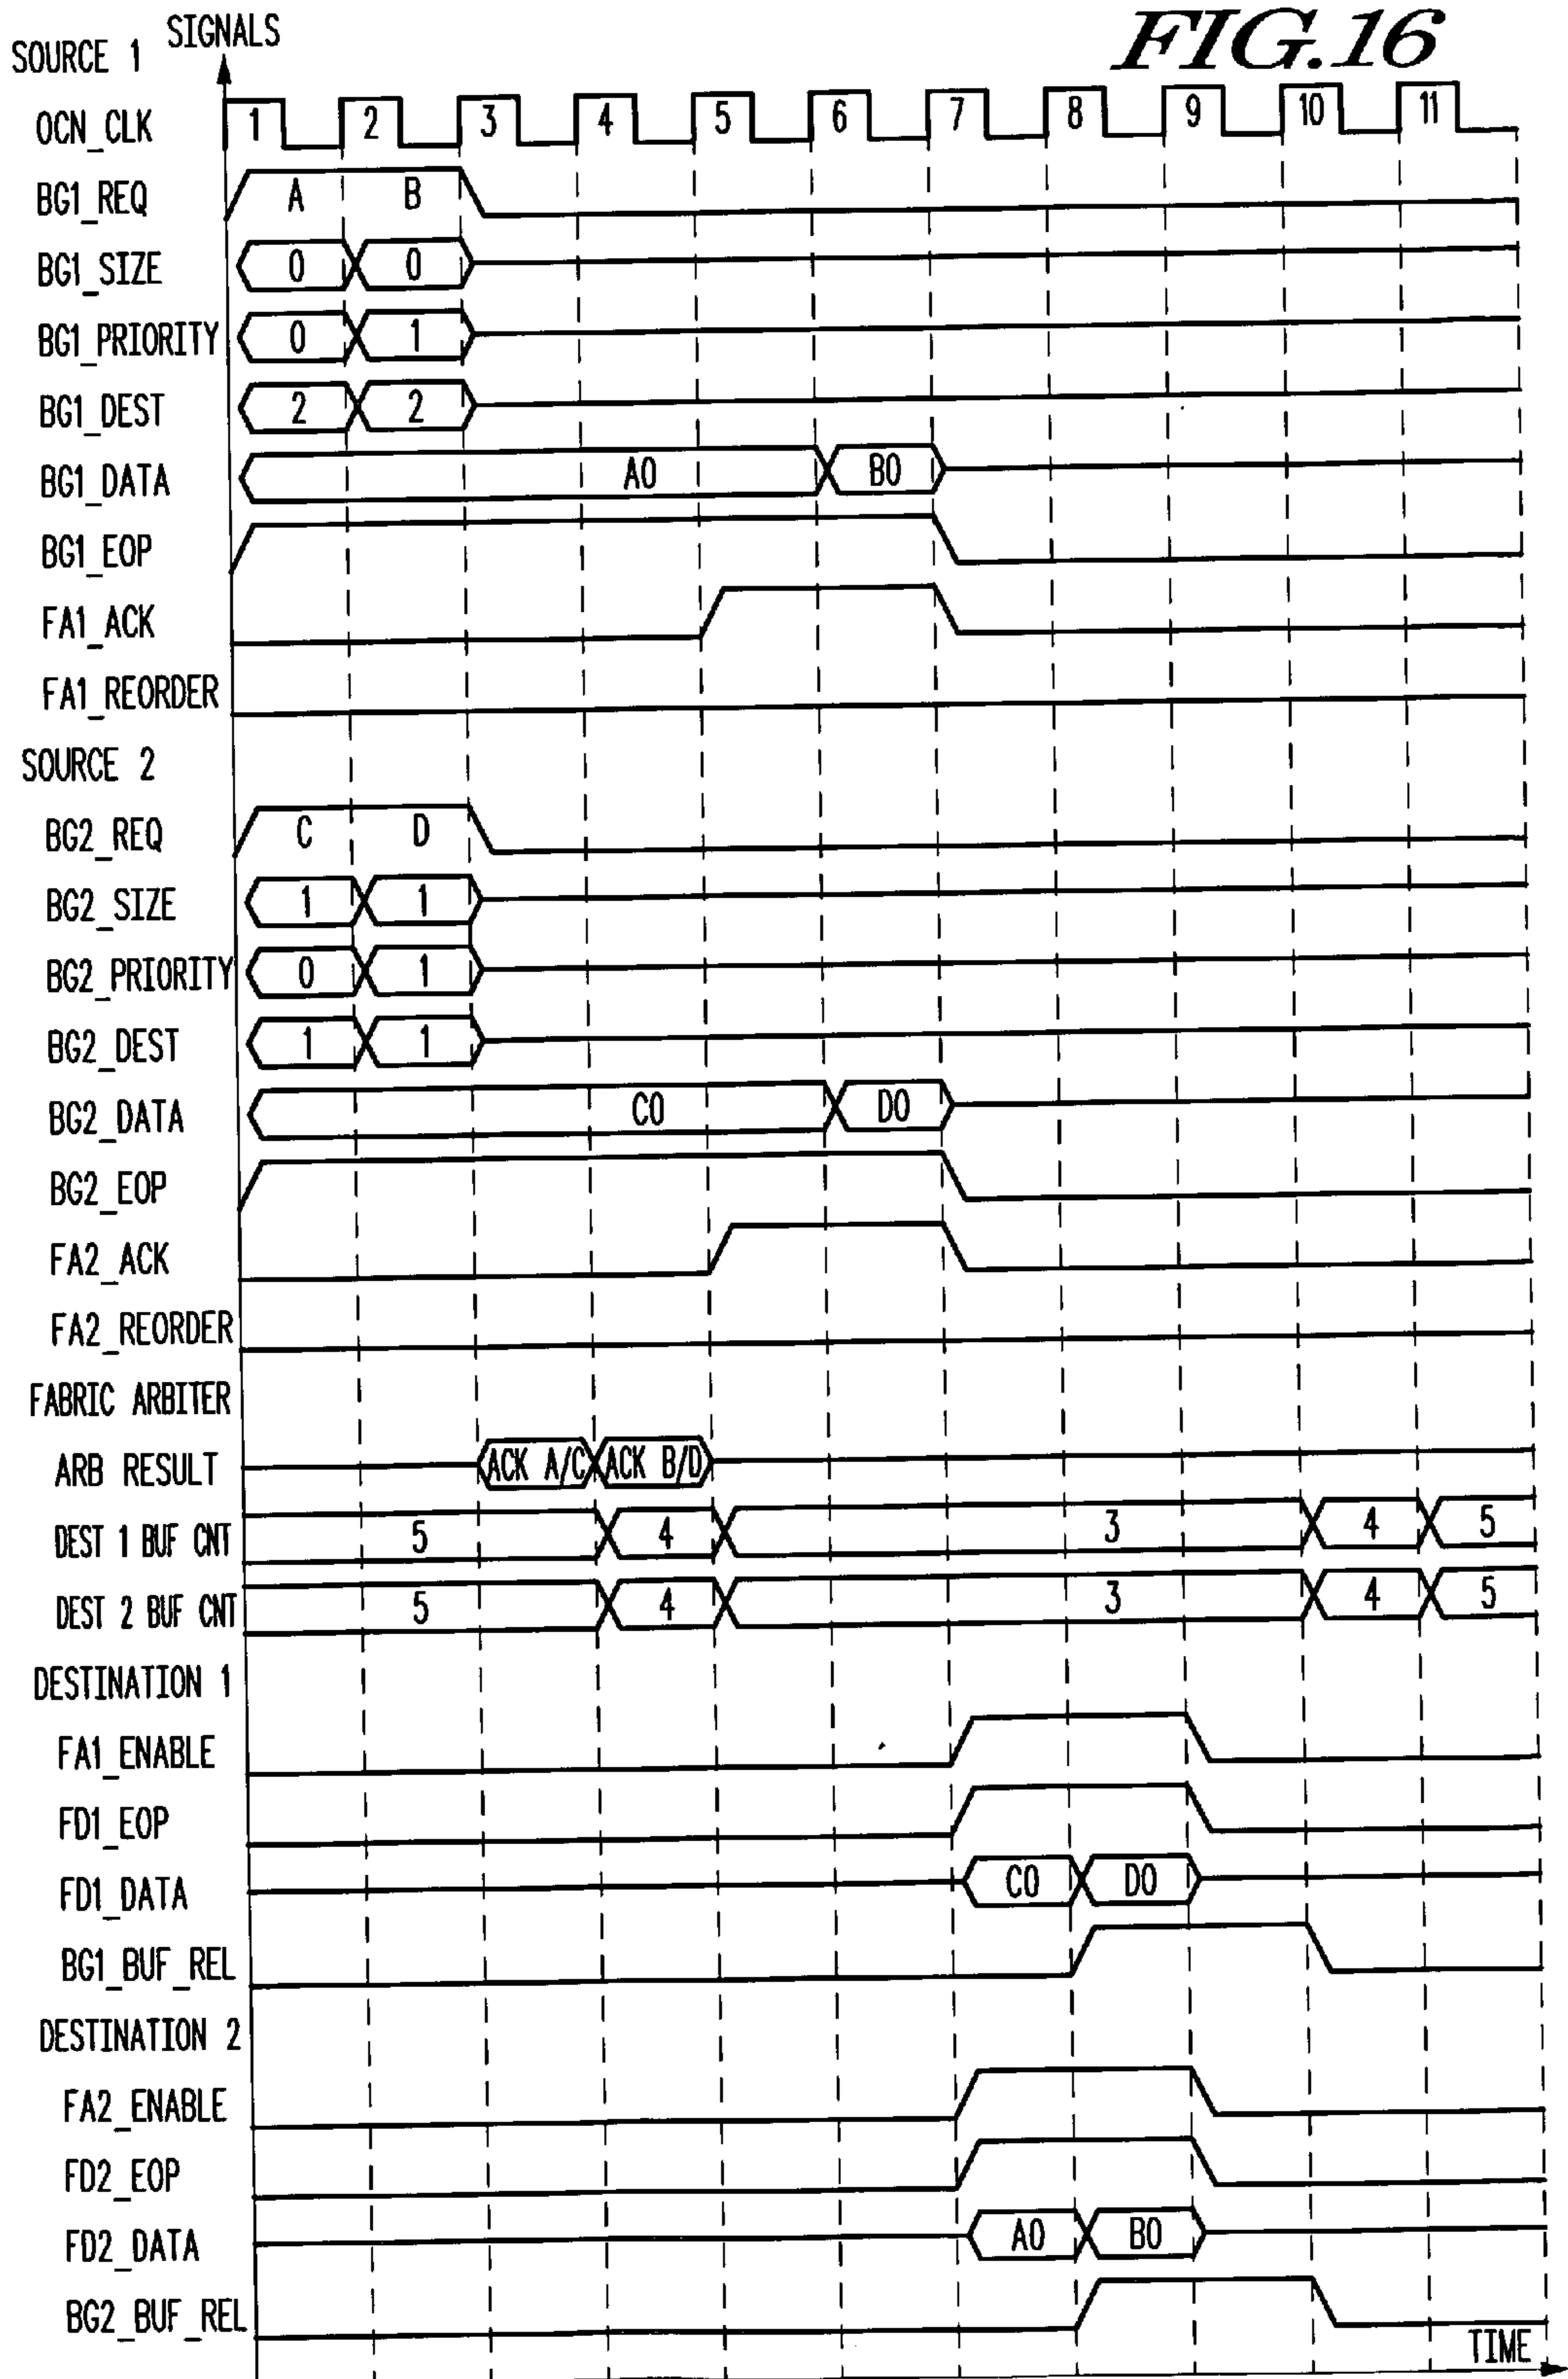 FIG.16
SIGNALS
SOURCE 1
OCN_CLK 1 2 3 4 5 6 7 8 9 10 11
BG1_REQ A B
BG1_SIZE 0 0
BG1_PRIORITY 0 1
BG1_DEST 2 2
BG1_DATA A0 B0
BG1_EOP
FA1_ACK
FA1_REORDER
SOURCE 2
BG2_REQ C D
BG2_SIZE 1 1
BG2_PRIORITY 0 1
BG2_DEST 1 1
BG2_DATA C0 D0
BG2_EOP
FA2_ACK
FA2_REORDER
FABRIC ARBITER
ARB RESULT ACK A/C ACK B/D
DEST 1 BUF CNT 5 4 3 4 5
DEST 2 BUF CNT 5 4 3 4 5
DESTINATION 1
FA1_ENABLE
FD1_EOP
FD1_DATA C0 D0
BG1_BUF_REL
DESTINATION 2
FA2_ENABLE
FD2_EOP
FD2_DATA A0 B0
BG2_BUF_REL
TIME